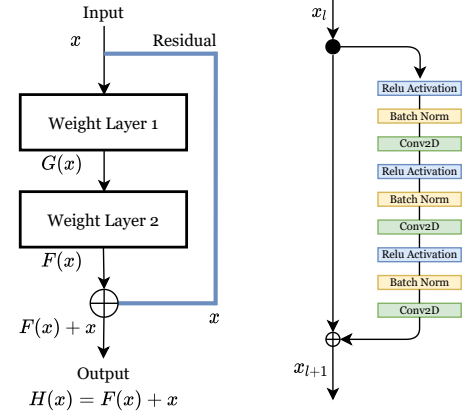 Input
x
Residual
Weight Layer 1
G(x)
Weight Layer 2
F(x)
x
F(x) + x
Output
H(x) = F(x) + x
x_l
Relu Activation
Batch Norm
Conv2D
Relu Activation
Batch Norm
Conv2D
Relu Activation
Batch Norm
Conv2D
x_{l+1}